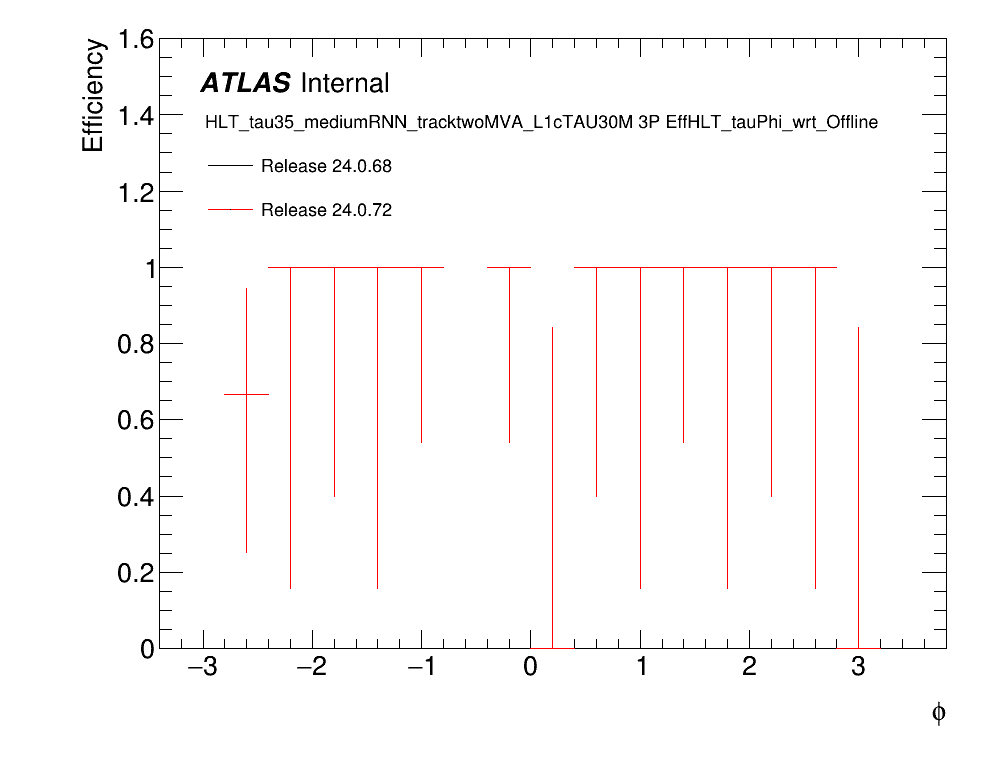 Efficiency
1.6
1.4
1.2
1
0.8
0.6
0.4
0.2
0
ATLAS Internal
HLT_tau35_mediumRNN_tracktwoMVA_L1cTAU30M 3P EffHLT_tauPhi_wrt_Offline
Release 24.0.68
Release 24.0.72
−3 −2 −1 0 1 2 3
ϕ